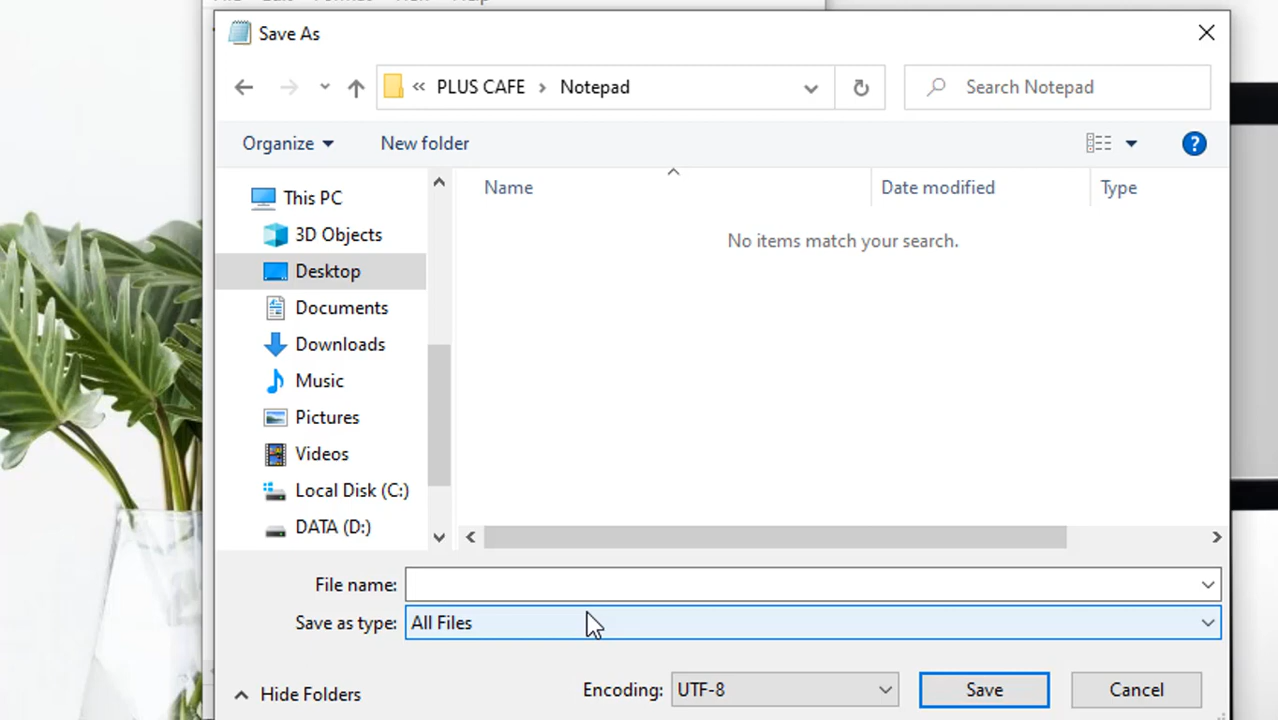 Save As
« PLUS CAFE › Notepad
Search Notepad
Organize
New folder
?
Name
Date modified
Type
No items match your search.
This PC
3D Objects
Desktop
Documents
Downloads
Music
Pictures
Videos
Local Disk (C:)
DATA (D:)
File name:
Save as type: All Files
Hide Folders
Encoding: UTF-8
Save
Cancel